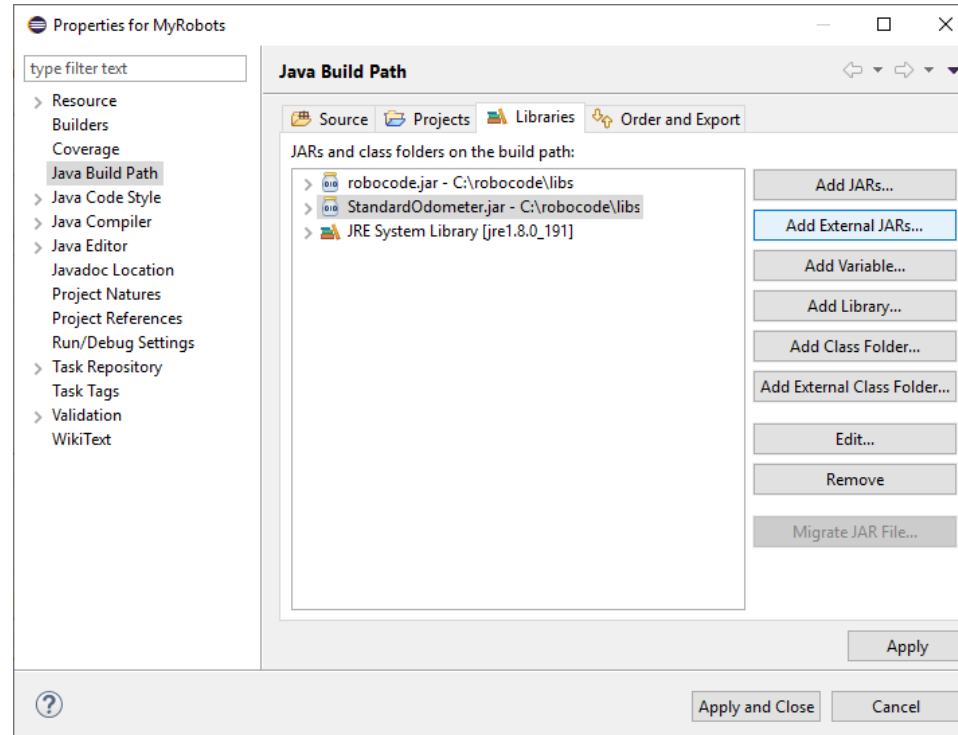 Properties for MyRobots
type filter text
Resource
Builders
Coverage
Java Build Path
Java Code Style
Java Compiler
Java Editor
Javadoc Location
Project Natures
Project References
Run/Debug Settings
Task Repository
Task Tags
Validation
WikiText
Java Build Path
Source Projects Libraries Order and Export
JARs and class folders on the build path:
robocode.jar - C:\robocode\libs
StandardOdometer.jar - C:\robocode\libs
JRE System Library [jre1.8.0_191]
Add JARs...
Add External JARs...
Add Variable...
Add Library...
Add Class Folder...
Add External Class Folder...
Edit...
Remove
Migrate JAR File...
Apply
?
Apply and Close Cancel